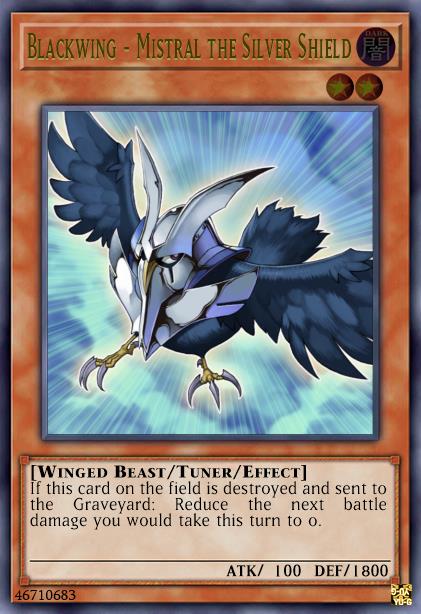 Blackwing - Mistral the Silver Shield
DARK
闇
[Winged Beast/Tuner/Effect]
If this card on the field is destroyed and sent to
the Graveyard: Reduce the next battle
damage you would take this turn to 0.
ATK/ 100 DEF/1800
46710683